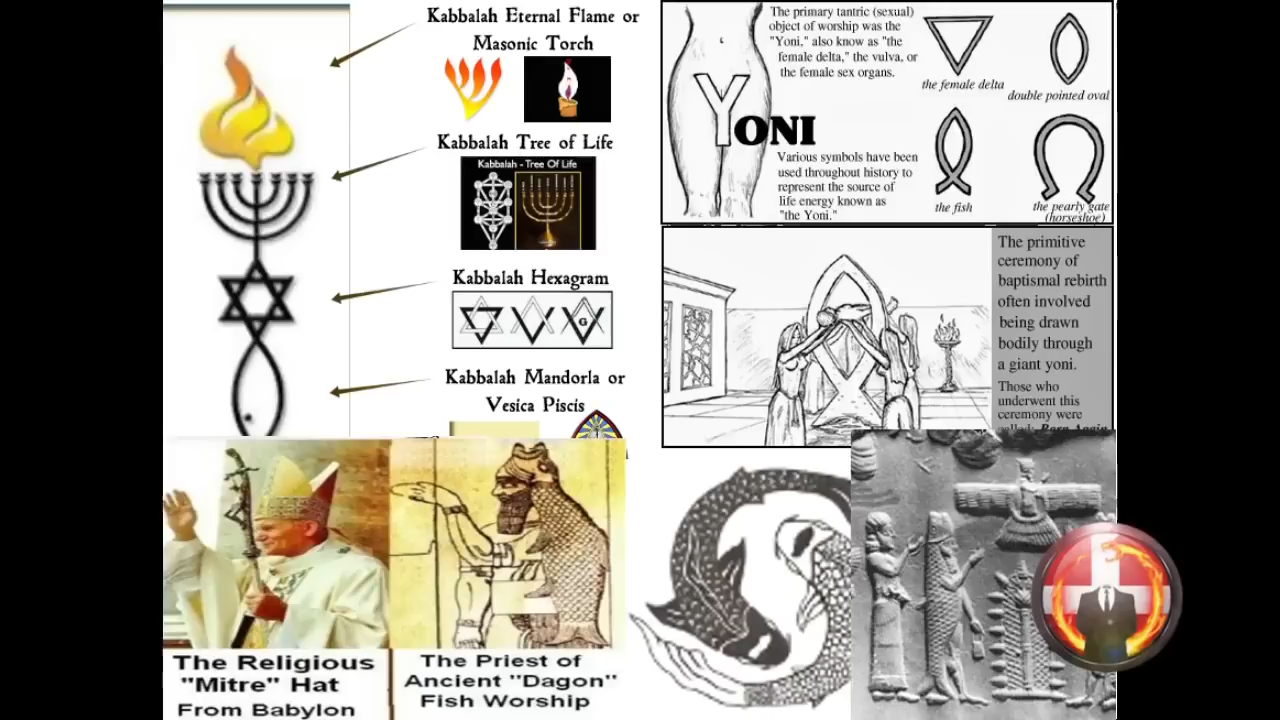 Kabbalah Eternal Flame or
Masonic Torch
Kabbalah Tree of Life
Kabbalah - Tree Of Life
Kabbalah Hexagram
G
Kabbalah Mandorla or
Vesica Piscis
The primary tantric (sexual)
object of worship was the
"Yoni," also know as "the
female delta," the vulva, or
the female sex organs.
YONI
Various symbols have been
used throughout history to
represent the source of
life energy known as
"the Yoni."
the female delta
double pointed oval
the fish
the pearly gate
(horseshoe)
The primitive
ceremony of
baptismal rebirth
often involved
being drawn
bodily through
a giant yoni.
Those who
underwent this
ceremony were
called: Born Again
The Religious
"Mitre" Hat
From Babylon
The Priest of
Ancient "Dagon"
Fish Worship